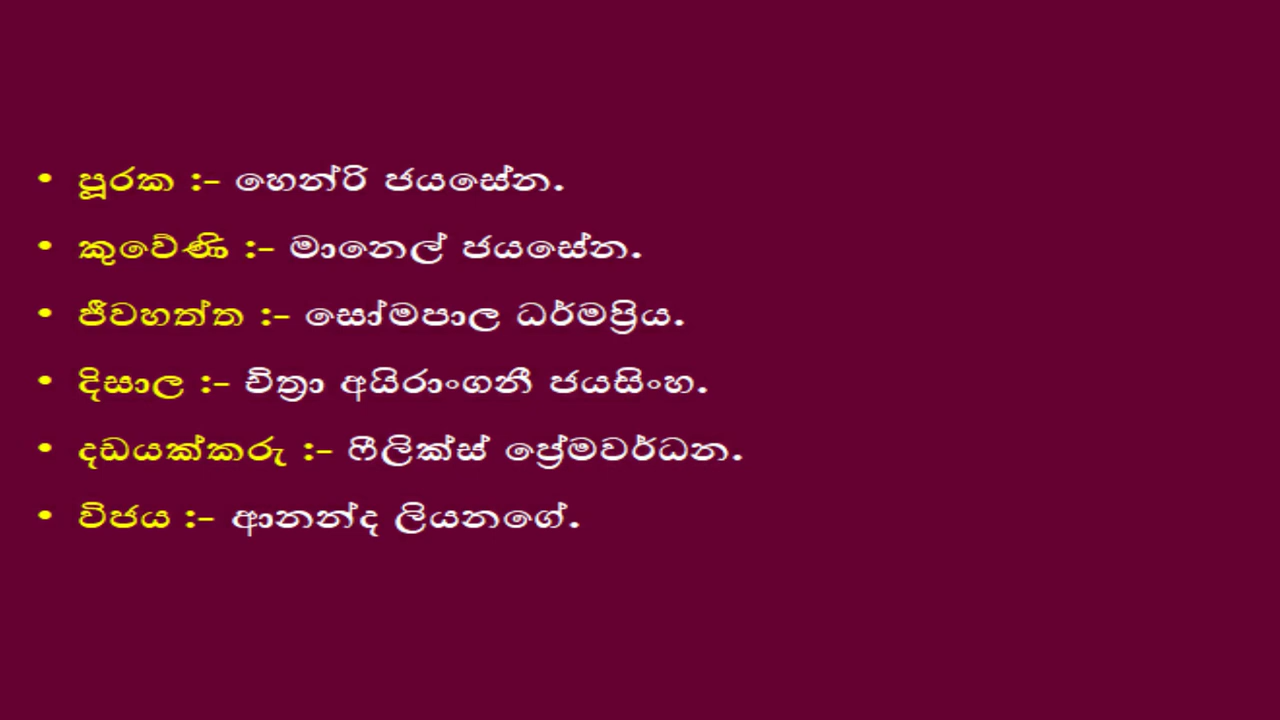 • පූරක :- හෙන්රි ජයසේන.
• කුවේණි :- මානෙල් ජයසේන.
• ජීවහත්ත :- සෝමපාල ධර්මප්‍රිය.
• දිසාල :- චිත්‍රා අයිරාංගනී ජයසිංහ.
• දඩයක්කරු :- ෆීලික්ස් ප්‍රේමවර්ධන.
• විජය :- ආනන්ද ලියනගේ.